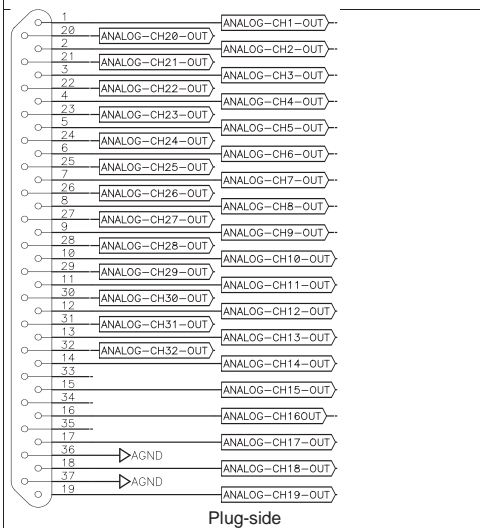 1 ANALOG-CH1-OUT
20 ANALOG-CH20-OUT
2 ANALOG-CH2-OUT
21 ANALOG-CH21-OUT
3 ANALOG-CH3-OUT
22 ANALOG-CH22-OUT
4 ANALOG-CH4-OUT
23 ANALOG-CH23-OUT
5 ANALOG-CH5-OUT
24 ANALOG-CH24-OUT
6 ANALOG-CH6-OUT
25 ANALOG-CH25-OUT
7 ANALOG-CH7-OUT
26 ANALOG-CH26-OUT
8 ANALOG-CH8-OUT
27 ANALOG-CH27-OUT
9 ANALOG-CH9-OUT
28 ANALOG-CH28-OUT
10 ANALOG-CH10-OUT
29 ANALOG-CH29-OUT
11 ANALOG-CH11-OUT
30 ANALOG-CH30-OUT
12 ANALOG-CH12-OUT
31 ANALOG-CH31-OUT
13 ANALOG-CH13-OUT
32 ANALOG-CH32-OUT
14 ANALOG-CH14-OUT
33
15 ANALOG-CH15-OUT
34
16 ANALOG-CH16OUT
35
17 ANALOG-CH17-OUT
36 AGND
18 ANALOG-CH18-OUT
37 AGND
19 ANALOG-CH19-OUT
Plug-side